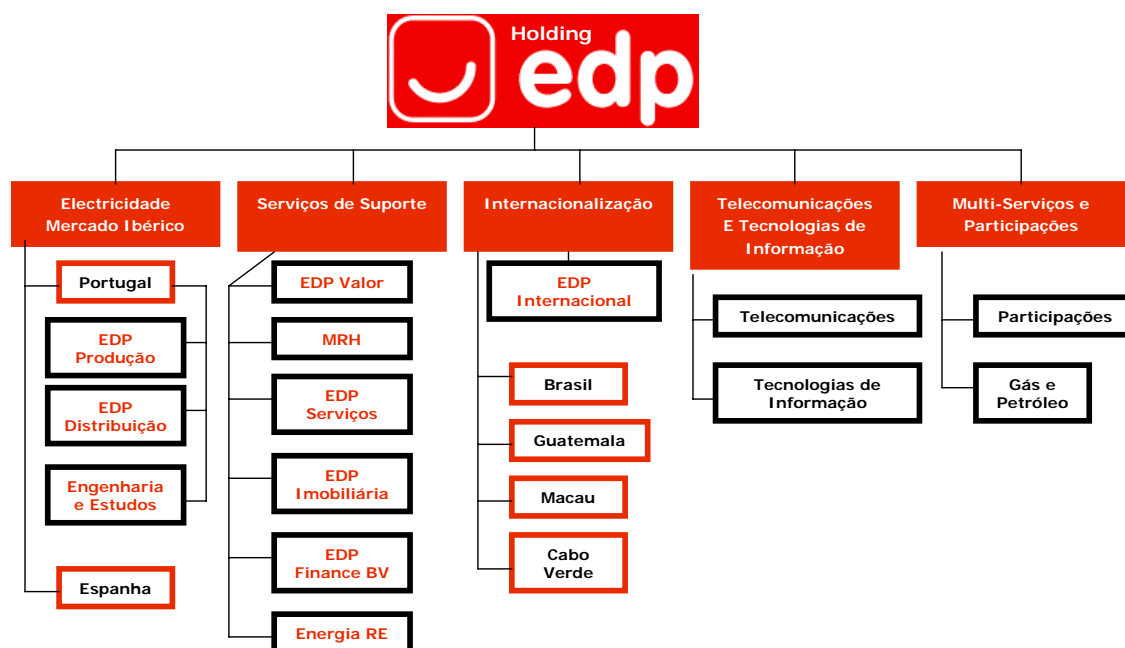 Holding
edp
Electricidade
Mercado Ibérico
Serviços de Suporte
Internacionalização
Telecomunicações
E Tecnologias de
Informação
Multi-Serviços e
Participações
Portugal
EDP
Produção
EDP
Distribuição
Engenharia
e Estudos
Espanha
EDP Valor
MRH
EDP
Serviços
EDP
Imobiliária
EDP
Finance BV
Energia RE
EDP
Internacional
Brasil
Guatemala
Macau
Cabo
Verde
Telecomunicações
Tecnologias de
Informação
Participações
Gás e
Petróleo